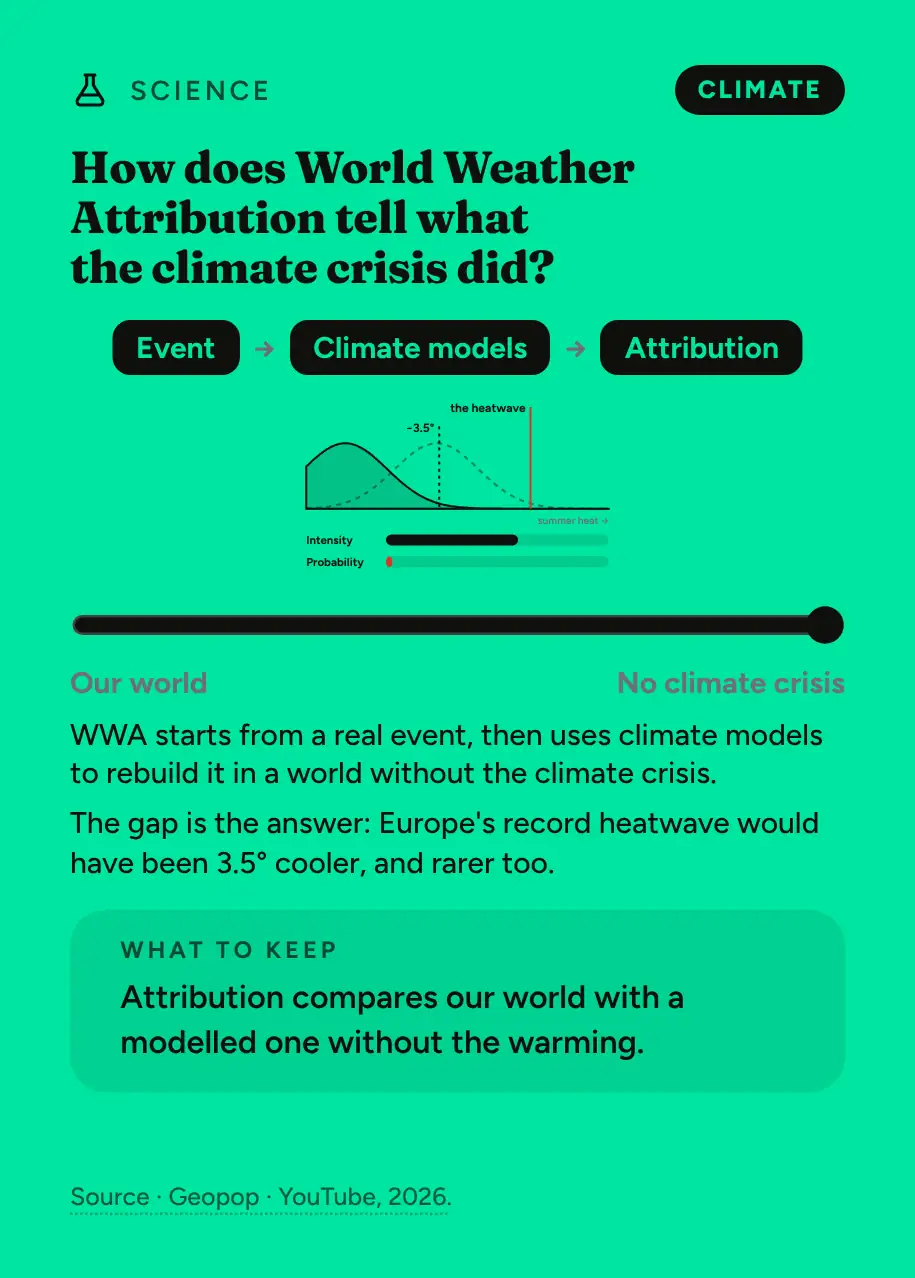 SCIENCE
CLIMATE
How does World Weather
Attribution tell what
the climate crisis did?
Event → Climate models → Attribution
the heatwave
−3.5°
summer heat →
Intensity
Probability
Our world
No climate crisis
WWA starts from a real event, then uses climate models
to rebuild it in a world without the climate crisis.
The gap is the answer: Europe's record heatwave would
have been 3.5° cooler, and rarer too.
WHAT TO KEEP
Attribution compares our world with a
modelled one without the warming.
Source · Geopop · YouTube, 2026.